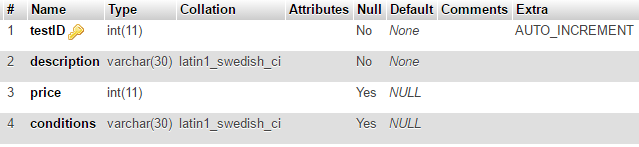 # Name Type Collation Attributes Null Default Comments Extra
1 testID int(11) No None AUTO_INCREMENT
2 description varchar(30) latin1_swedish_ci No None
3 price int(11) Yes NULL
4 conditions varchar(30) latin1_swedish_ci Yes NULL